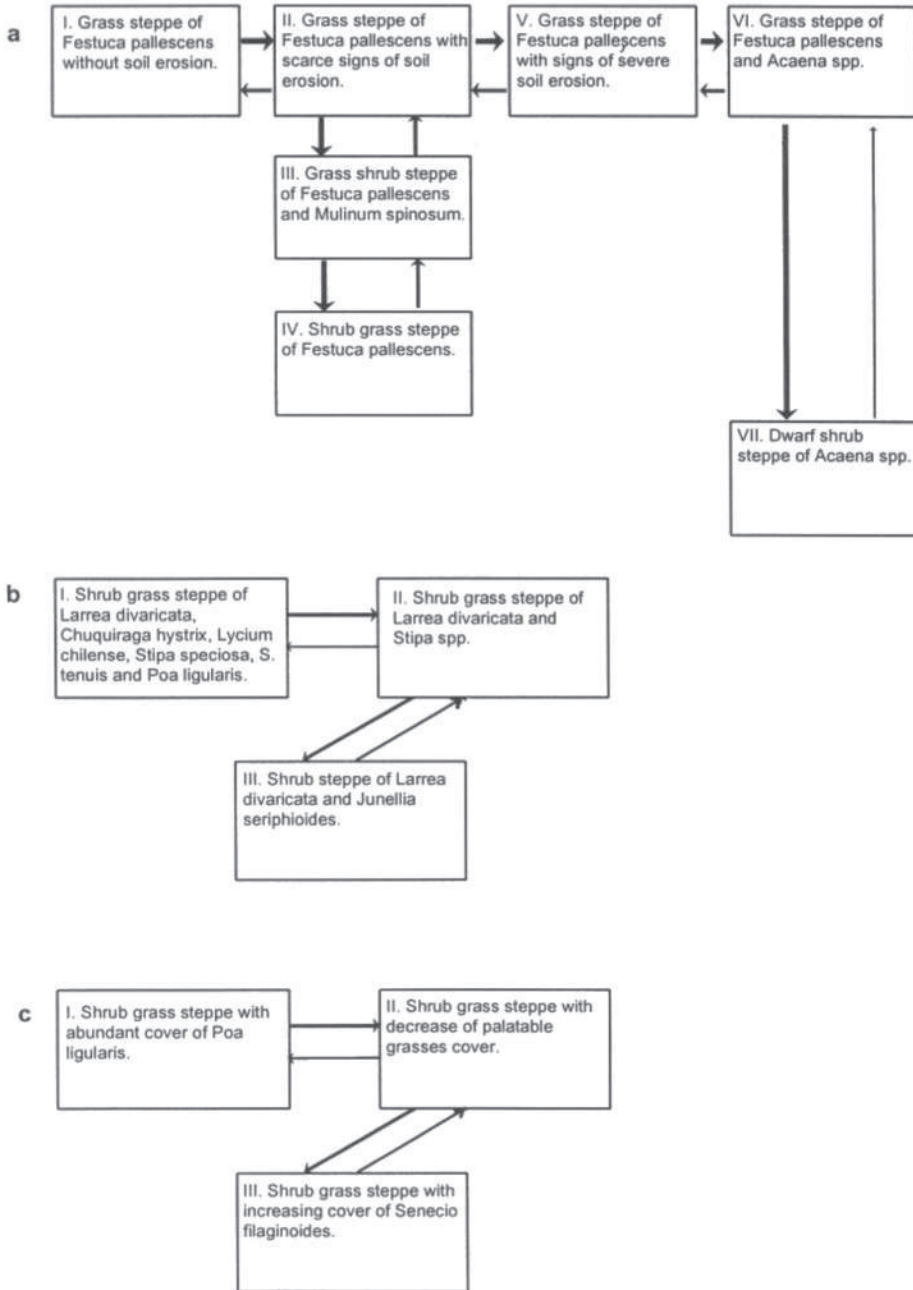 a
I. Grass steppe of
Festuca pallescens
without soil erosion.
II. Grass steppe of
Festuca pallescens with
scarce signs of soil
erosion.
V. Grass steppe of
Festuca pallescens
with signs of severe
soil erosion.
VI. Grass steppe of
Festuca pallescens
and Acaena spp.
III. Grass shrub steppe
of Festuca pallescens
and Mulinum spinosum.
IV. Shrub grass steppe
of Festuca pallescens.
VII. Dwarf shrub
steppe of Acaena spp.
b
I. Shrub grass steppe of
Larrea divaricata,
Chuquiraga hystrix, Lycium
chilense, Stipa speciosa, S.
tenuis and Poa ligularis.
II. Shrub grass steppe of
Larrea divaricata and
Stipa spp.
III. Shrub steppe of Larrea
divaricata and Junellia
seriphioides.
c
I. Shrub grass steppe with
abundant cover of Poa
ligularis.
II. Shrub grass steppe with
decrease of palatable
grasses cover.
III. Shrub grass steppe with
increasing cover of Senecio
filaginoides.